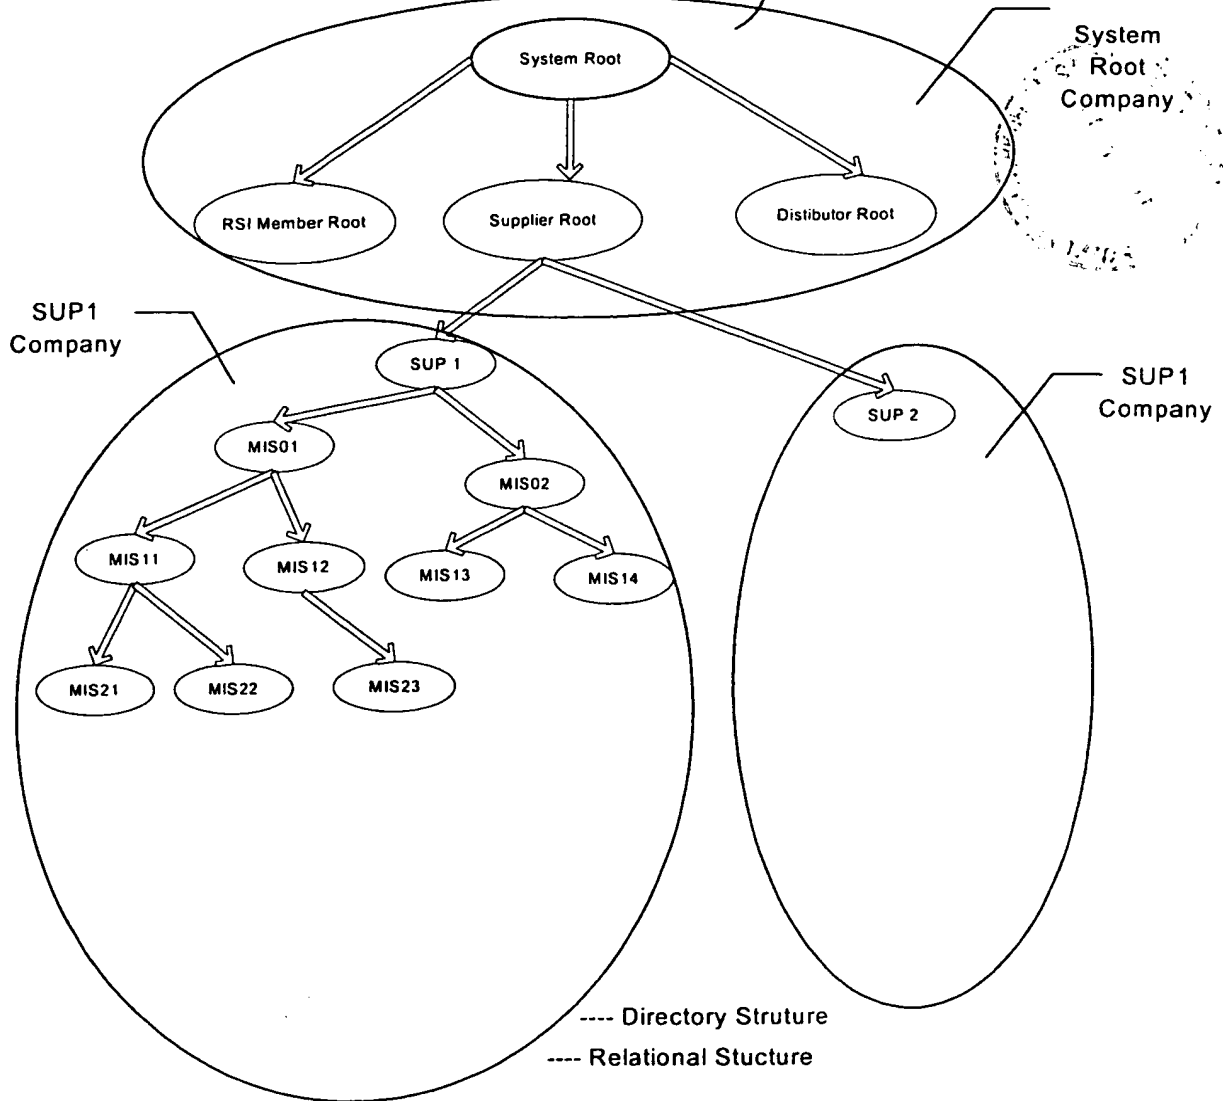 System
Root
Company
System Root
RSI Member Root
Supplier Root
Distibutor Root
SUP1
Company
SUP 1
SUP1
Company
SUP 2
MIS01
MIS02
MIS11
MIS12
MIS13
MIS14
MIS21
MIS22
MIS23
---- Directory Struture
---- Relational Stucture